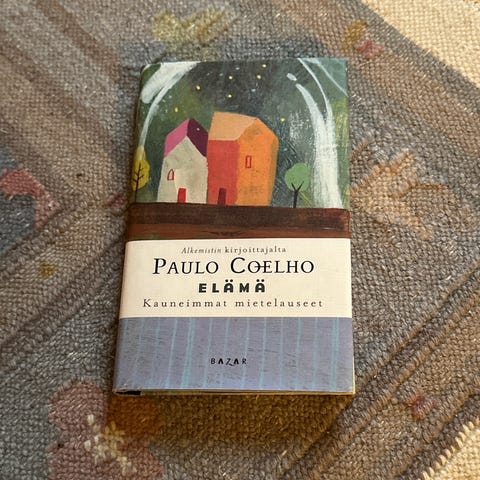 Alkemistin kirjoittajalta
PAULO COELHO
ELÄMÄ
Kauneimmat mietelauseet
BAZAR